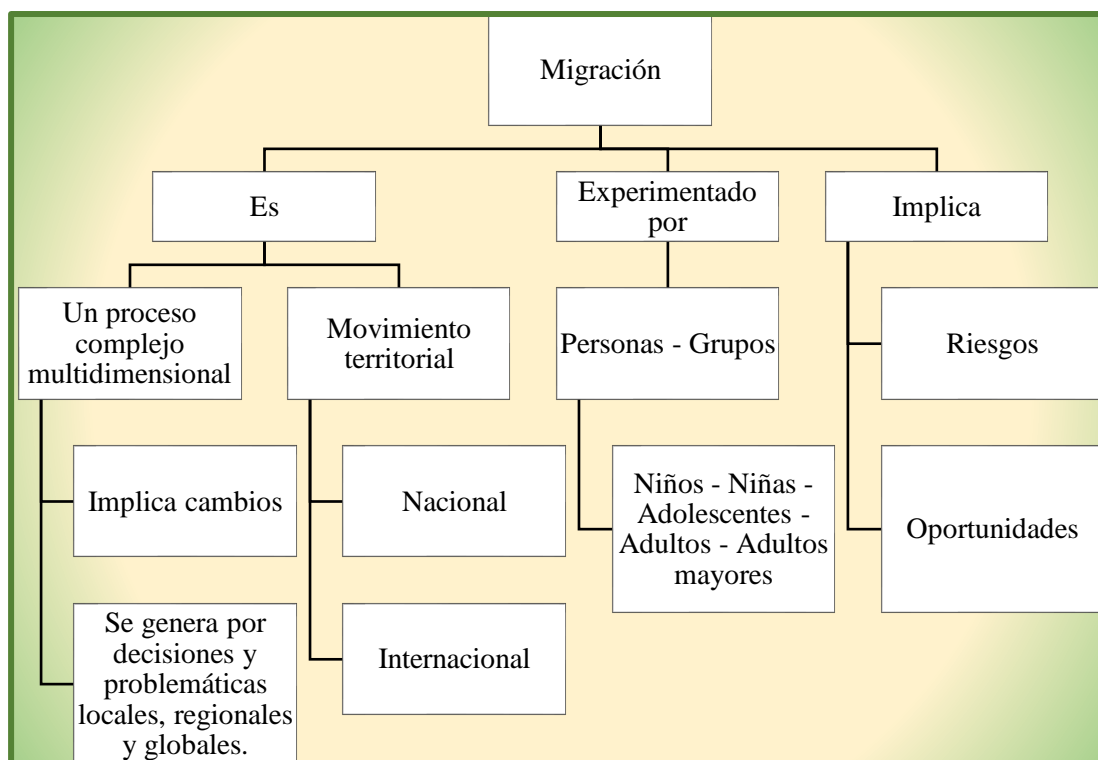 Migración
Es
Experimentado
por
Implica
Un proceso
complejo
multidimensional
Movimiento
territorial
Personas - Grupos
Riesgos
Implica cambios
Nacional
Niños - Niñas -
Adolescentes -
Adultos - Adultos
mayores
Oportunidades
Se genera por
decisiones y
problemáticas
locales, regionales
y globales.
Internacional